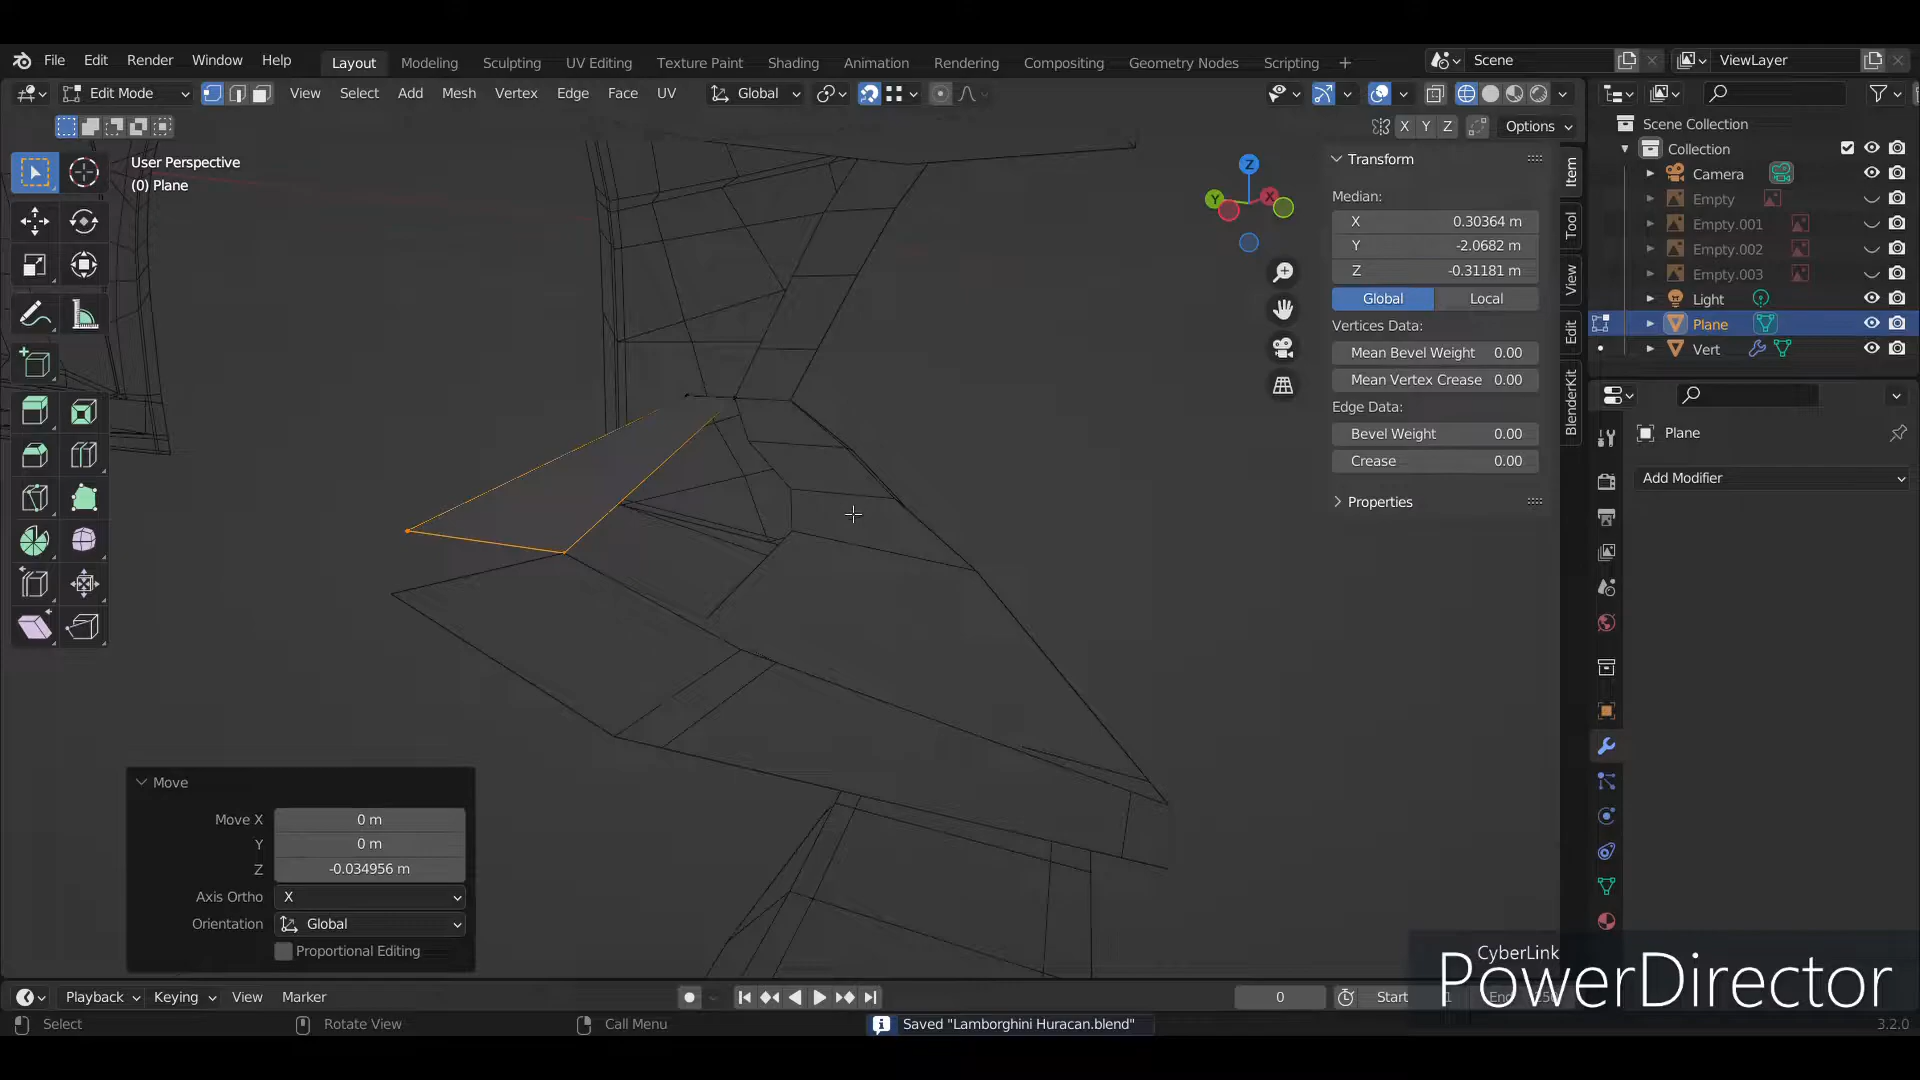 File Edit Render Window Help Layout Modeling Sculpting UV Editing Texture Paint Shading Animation Rendering Compositing Geometry Nodes Scripting + Scene ViewLayer
Edit Mode View Select Add Mesh Vertex Edge Face UV Global
X Y Z Options
User Perspective
(0) Plane
Z
Y
X
Transform
Median:
X 0.30364 m
Y -2.0682 m
Z -0.31181 m
Global Local
Vertices Data:
Mean Bevel Weight 0.00
Mean Vertex Crease 0.00
Edge Data:
Bevel Weight 0.00
Crease 0.00
Properties
Item
Tool
View
Edit
BlenderKit
Scene Collection
Collection
Camera
Empty
Empty.001
Empty.002
Empty.003
Light
Plane
Vert
Plane
Add Modifier
Move
Move X 0 m
Y 0 m
Z -0.034956 m
Axis Ortho X
Orientation Global
Proportional Editing
CyberLink
PowerDirector
Playback Keying View Marker 0 Start 1 End
Select Rotate View Call Menu Saved "Lamborghini Huracan.blend" 3.2.0